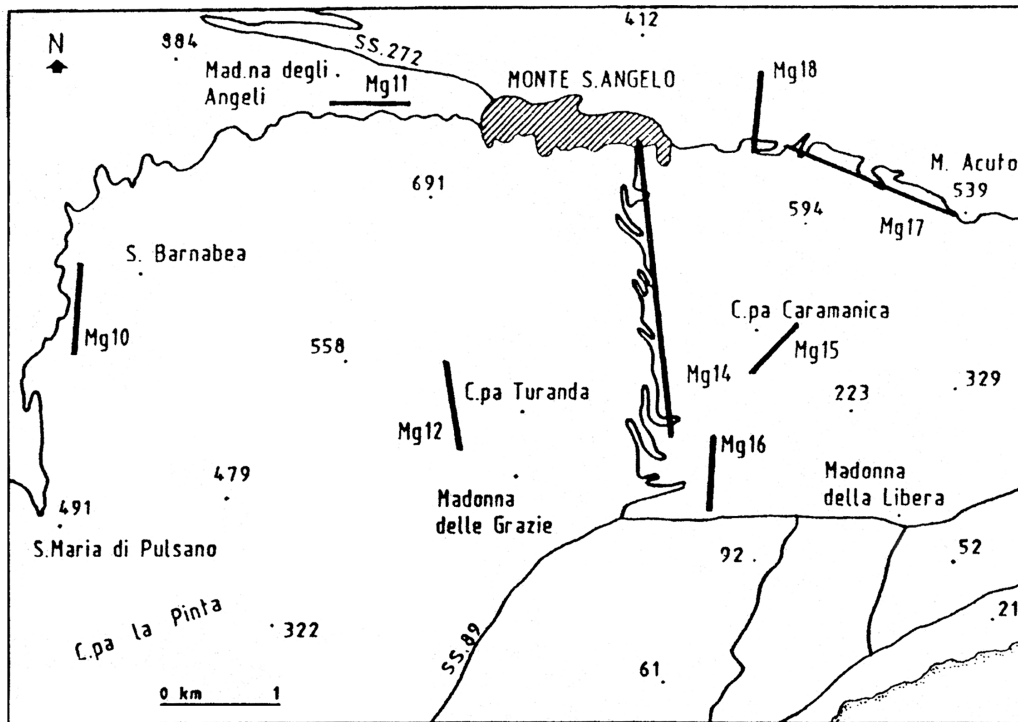 412
N
884
SS.272
Mad.na degli
Angeli
Mg11
MONTE S.ANGELO
Mg18
M. Acuto
539
691
594
Mg17
S. Barnabea
C.pa Caramanica
Mg10
558
Mg15
Mg14
C.pa Turanda
223
329
Mg12
Mg16
479
Madonna
delle Grazie
Madonna
della Libera
491
S.Maria di Pulsano
92
52
C.pa la Pinta
322
SS.89
61
21
0 km 1